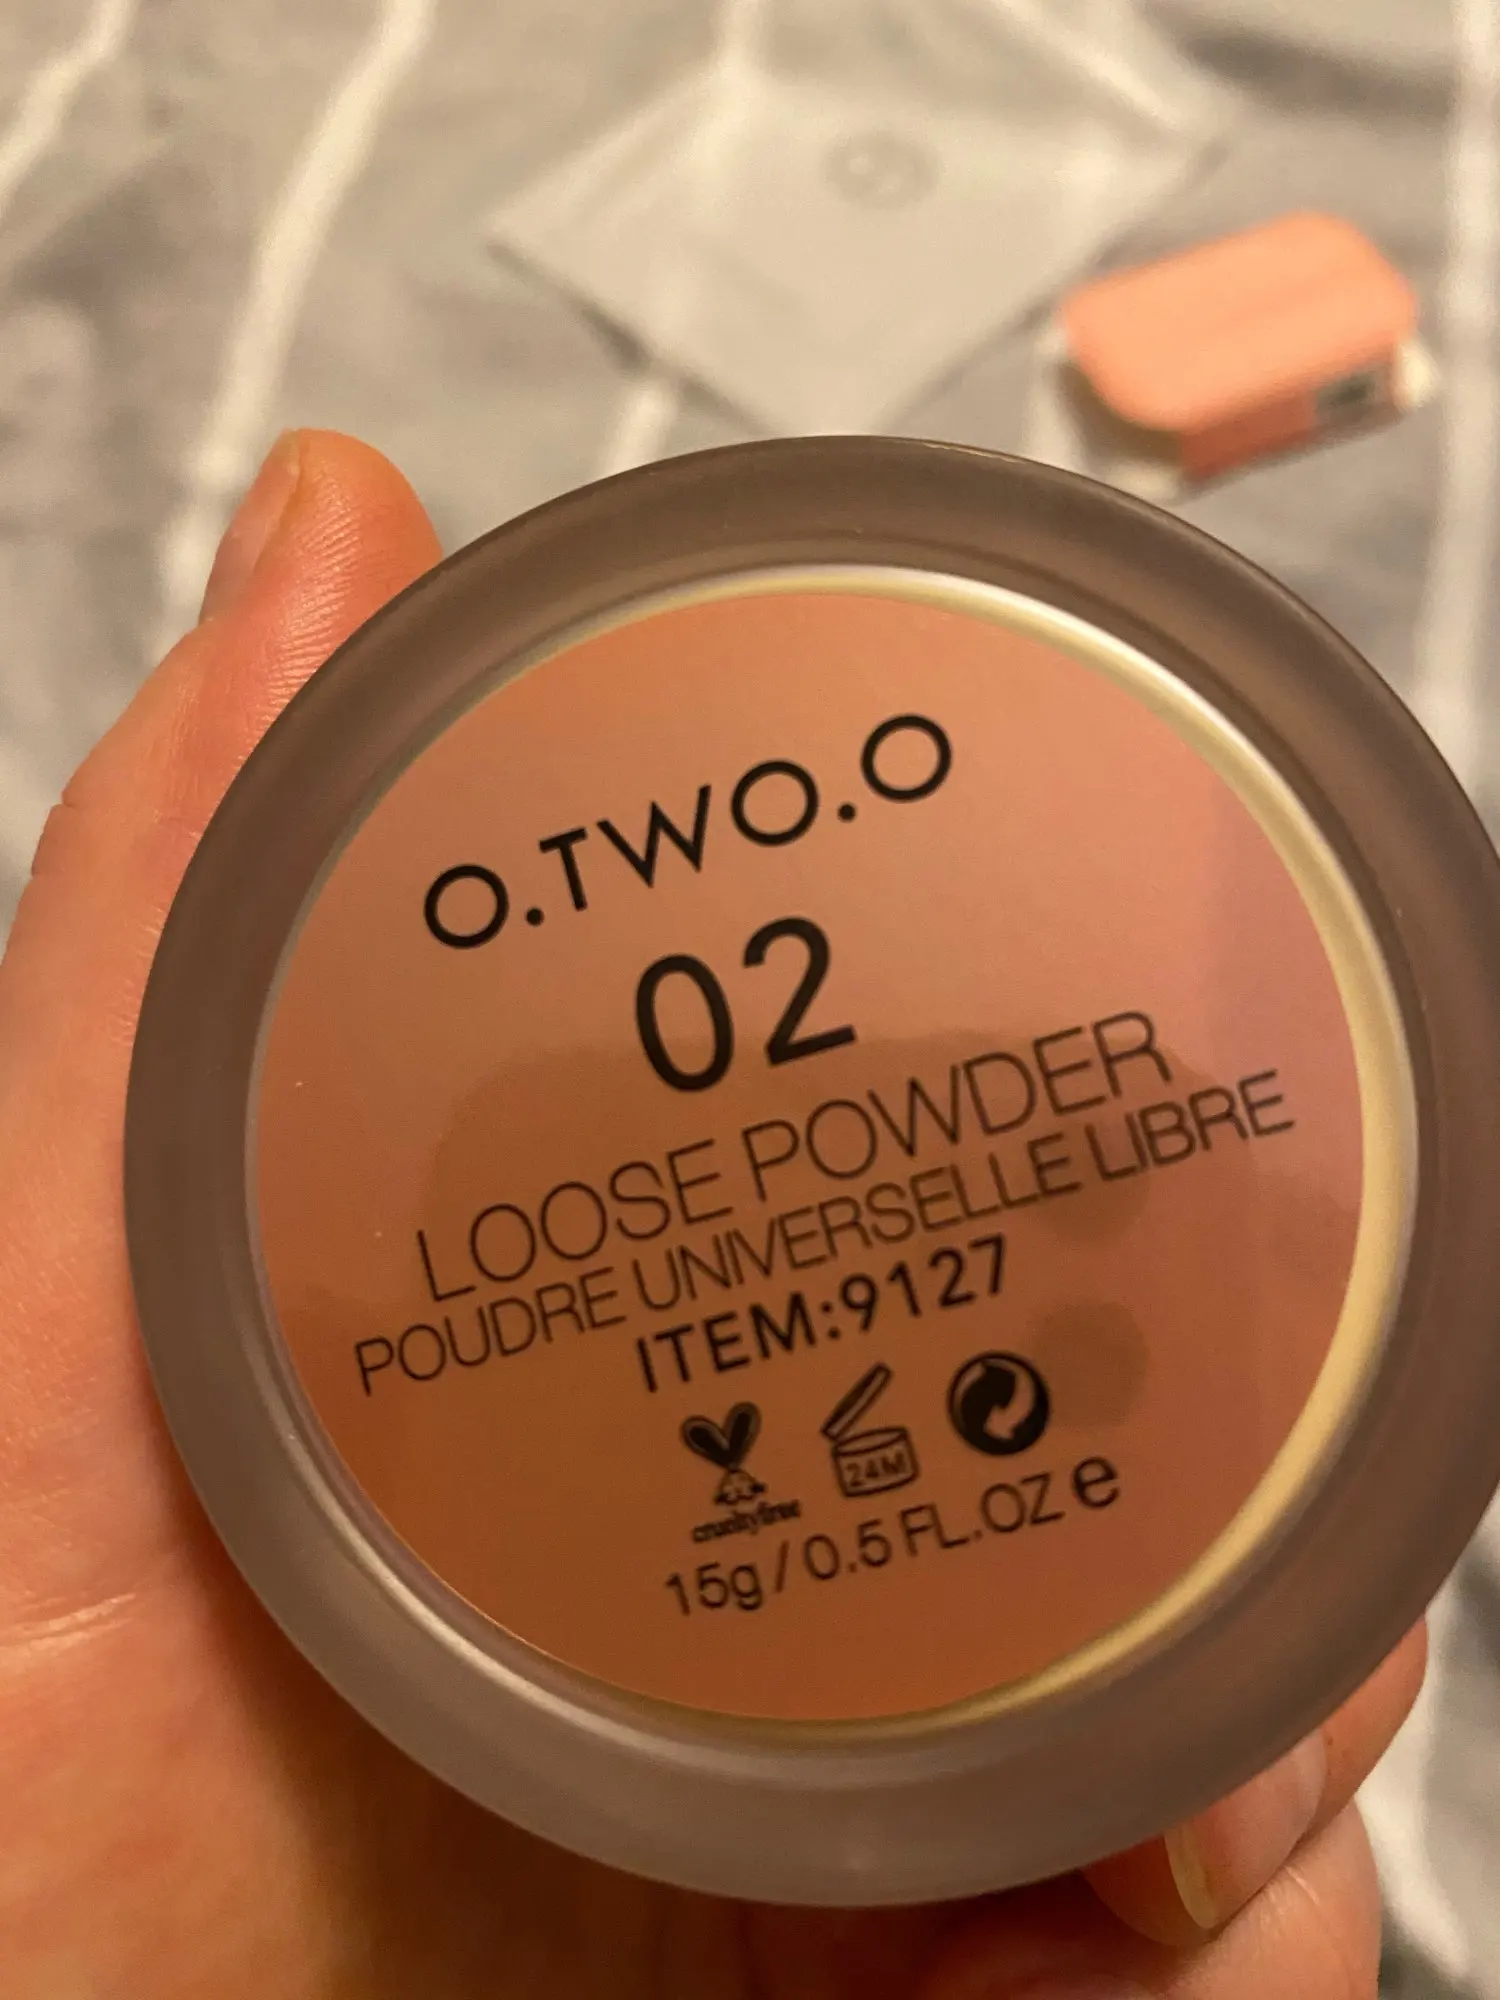 O.TWO.O
02
LOOSE POWDER
POUDRE UNIVERSELLE LIBRE
ITEM:9127
24M
crueltyfree
15g/0.5 FL.OZ e